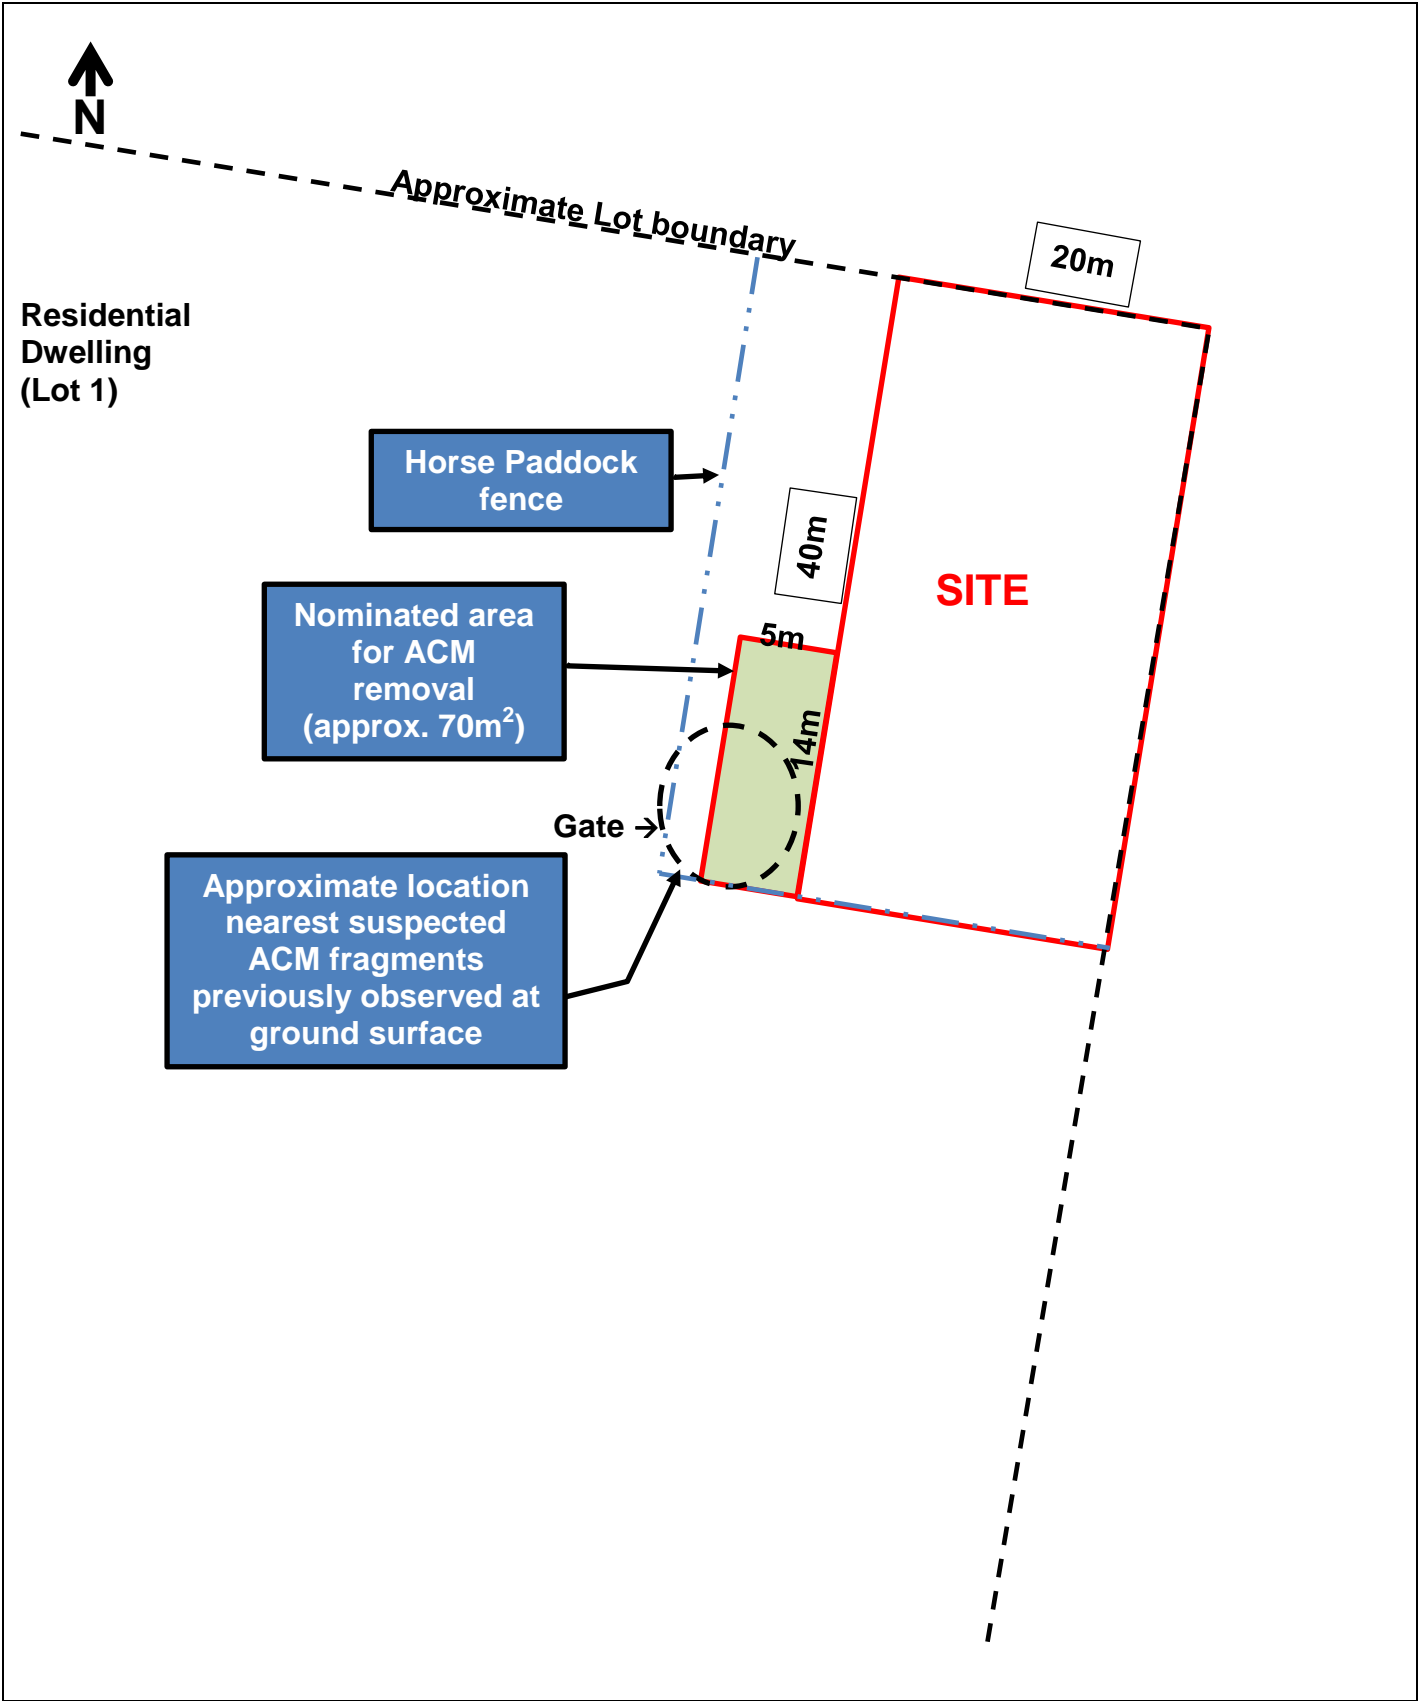 N
Approximate Lot boundary
20m
Residential
Dwelling
(Lot 1)
Horse Paddock
fence
40m
SITE
Nominated area
for ACM
removal
(approx. 70m²)
5m
14m
Gate →
Approximate location
nearest suspected
ACM fragments
previously observed at
ground surface